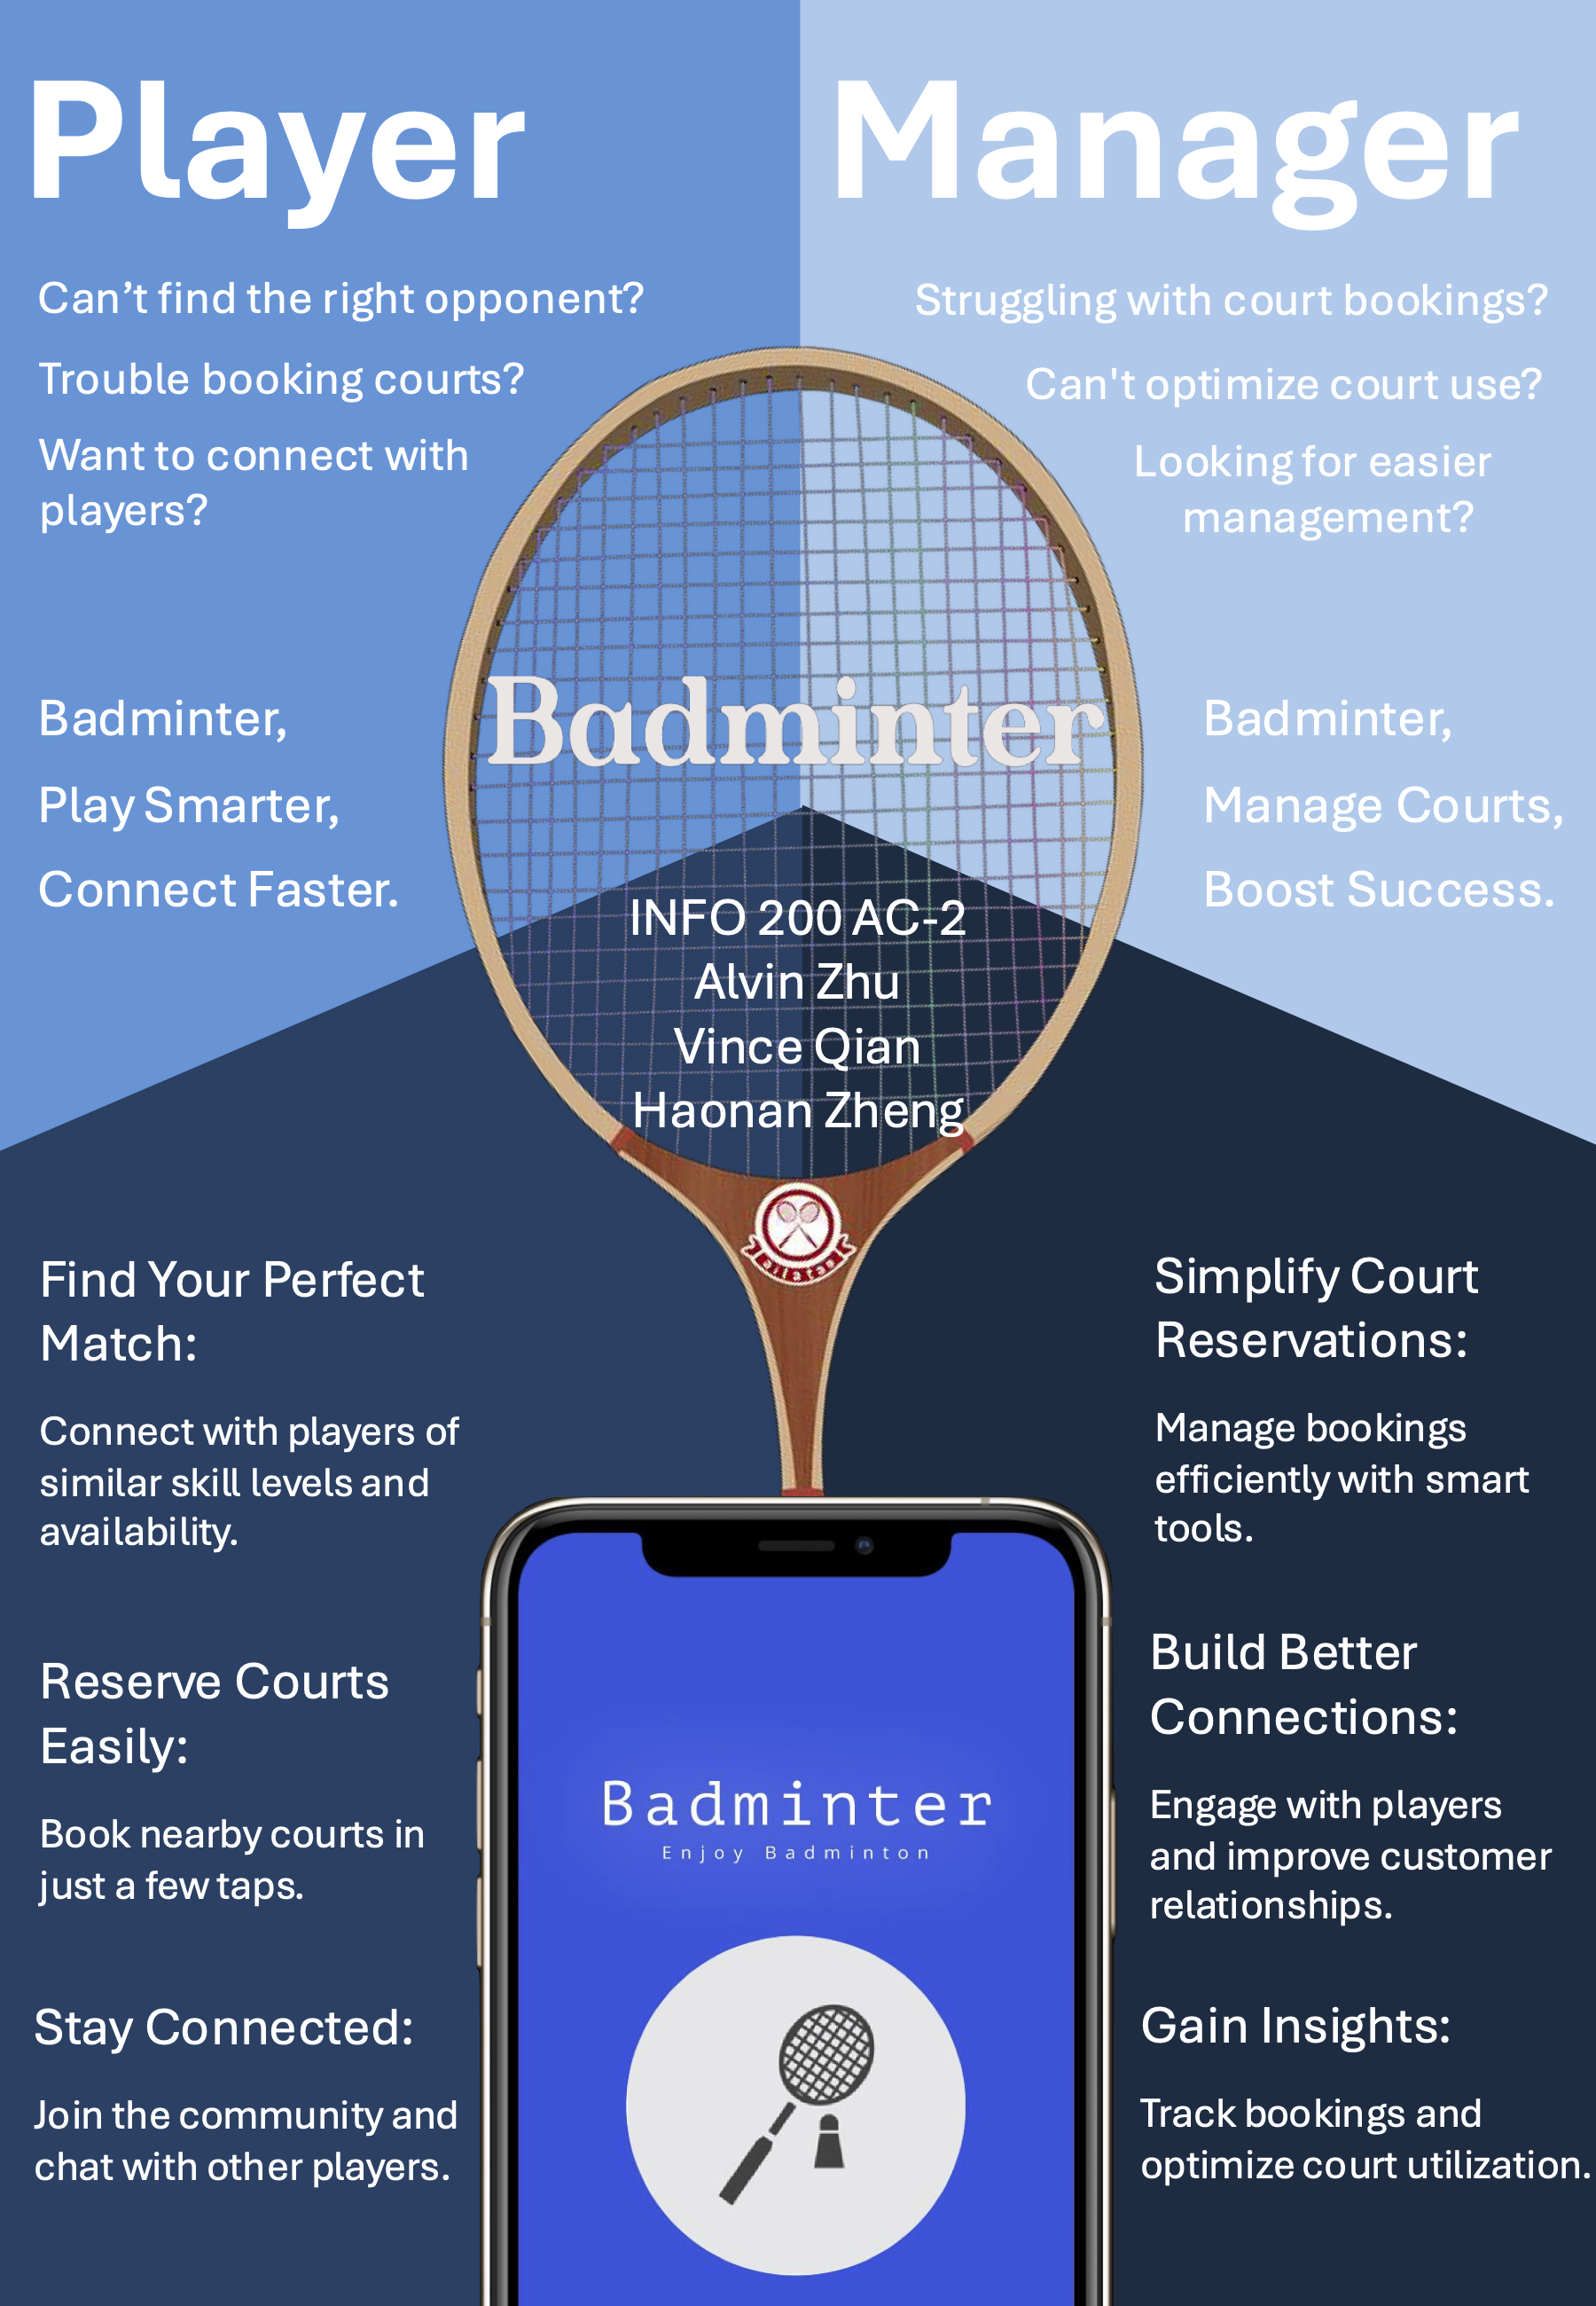 Player
Can’t find the right opponent?
Trouble booking courts?
Want to connect with
players?
Badminter,
Play Smarter,
Connect Faster.
Manager
Struggling with court bookings?
Can't optimize court use?
Looking for easier
management?
Badminter,
Manage Courts,
Boost Success.
Badminter
INFO 200 AC-2
Alvin Zhu
Vince Qian
Haonan Zheng
Find Your Perfect
Match:
Connect with players of
similar skill levels and
availability.
Reserve Courts
Easily:
Book nearby courts in
just a few taps.
Stay Connected:
Join the community and
chat with other players.
Simplify Court
Reservations:
Manage bookings
efficiently with smart
tools.
Build Better
Connections:
Engage with players
and improve customer
relationships.
Gain Insights:
Track bookings and
optimize court utilization.
Badminter
Enjoy Badminton